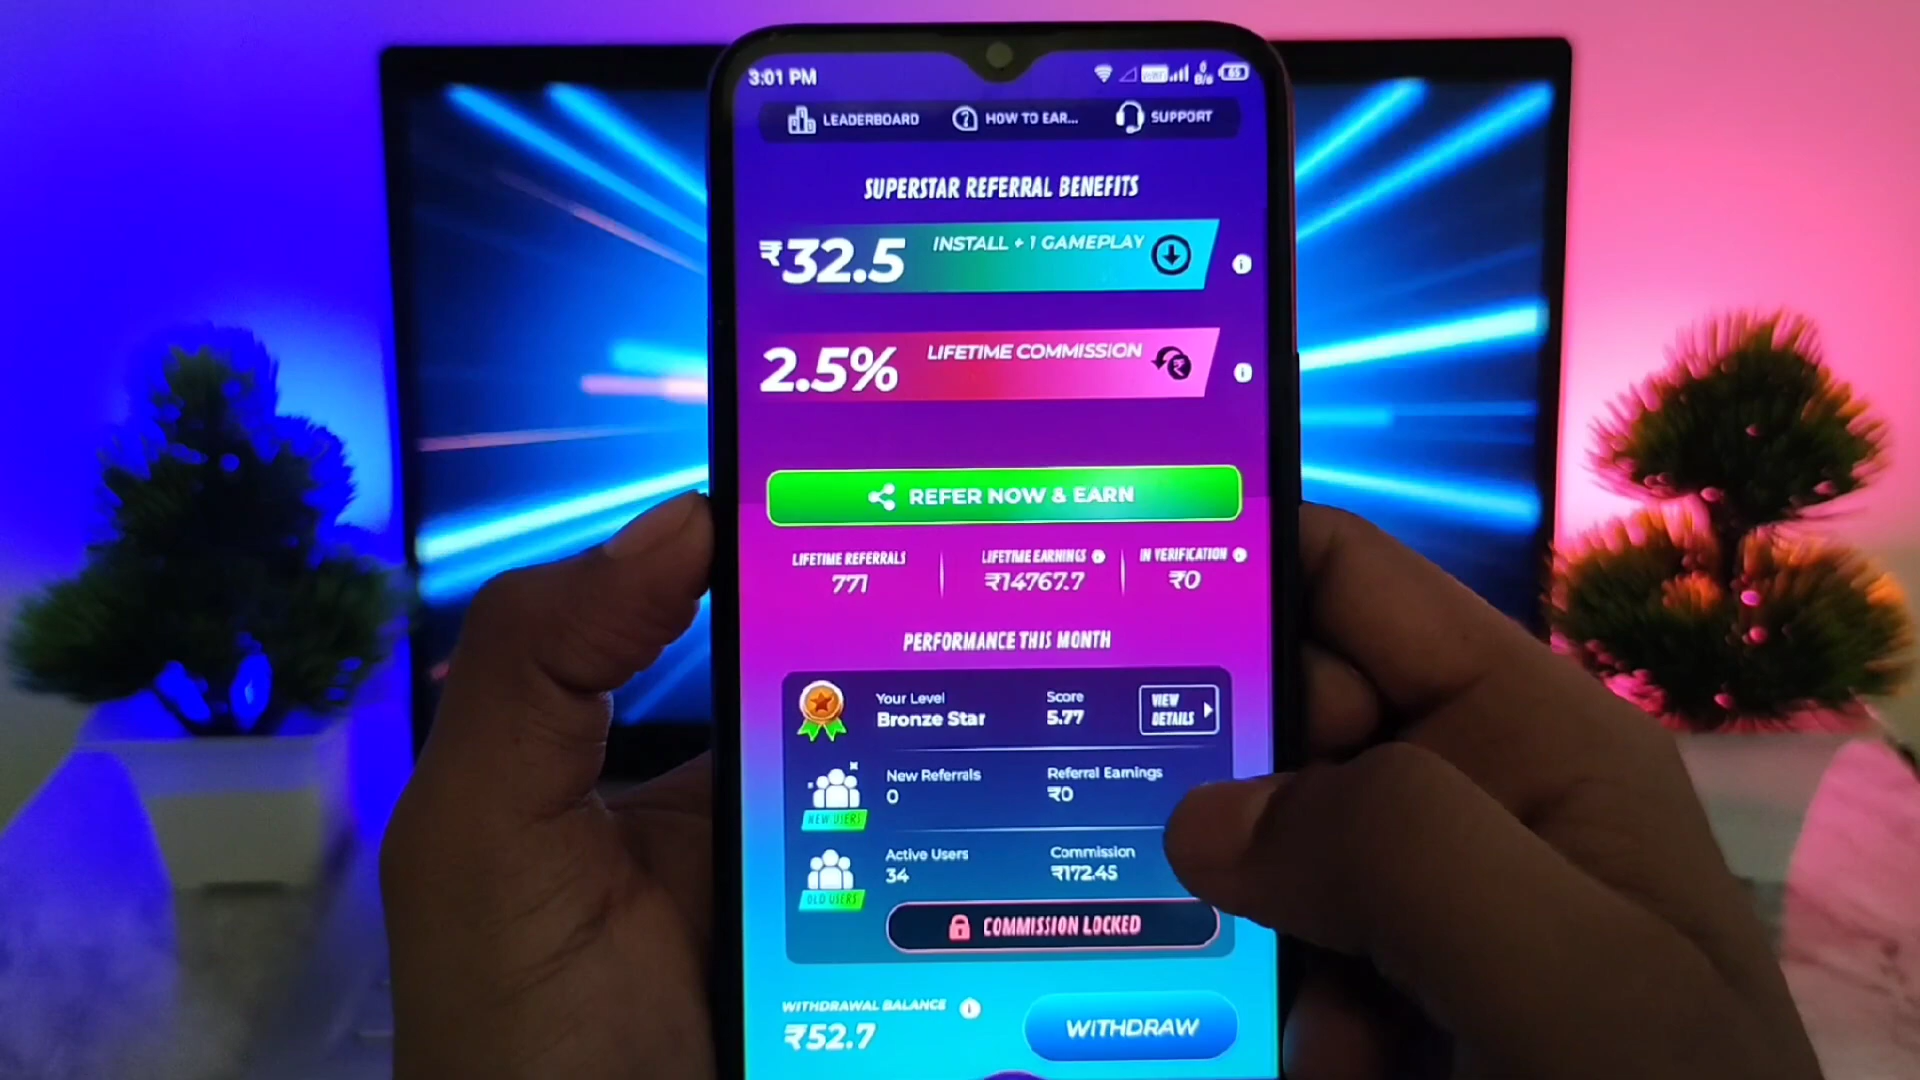 3:01 PM
LEADERBOARD
HOW TO EAR...
SUPPORT
SUPERSTAR REFERRAL BENEFITS
₹32.5 INSTALL + 1 GAMEPLAY
2.5% LIFETIME COMMISSION
REFER NOW & EARN
LIFETIME REFERRALS
771
LIFETIME EARNINGS
₹14767.7
IN VERIFICATION
₹0
PERFORMANCE THIS MONTH
Your Level
Bronze Star
Score
5.77
VIEW
DETAILS
New Referrals
0
Referral Earnings
₹0
NEW USERS
Active Users
34
Commission
₹172.45
OLD USERS
COMMISSION LOCKED
WITHDRAWAL BALANCE
₹52.7
WITHDRAW